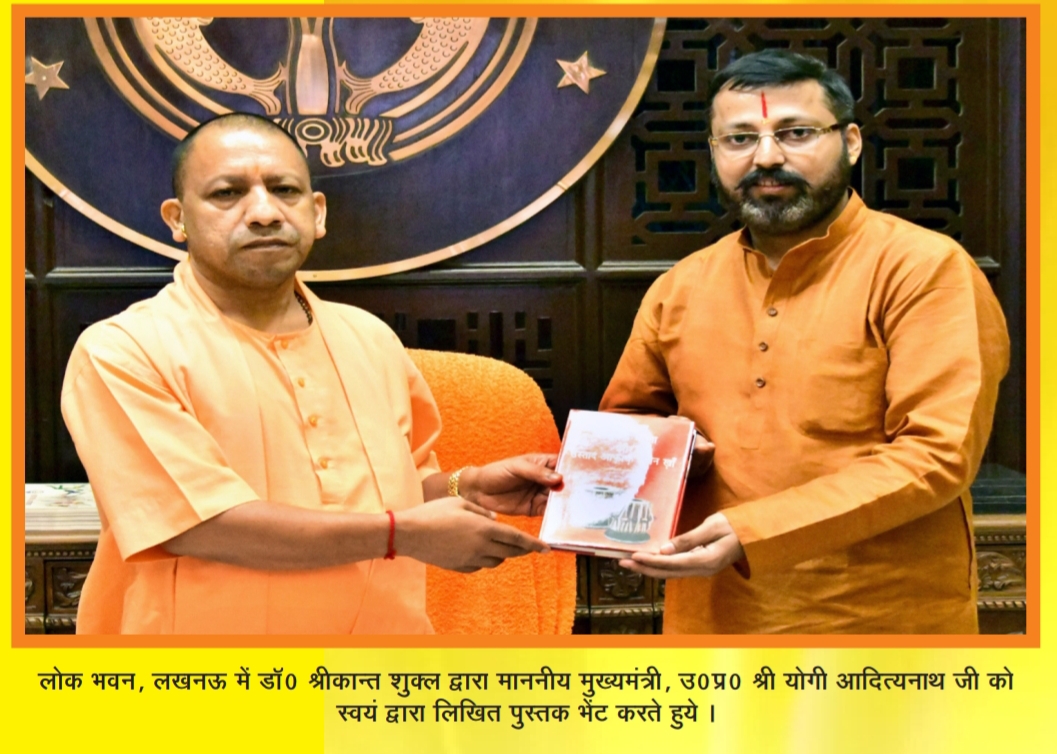 लोक भवन, लखनऊ में डॉ0 श्रीकान्त शुक्ल द्वारा माननीय मुख्यमंत्री, उ0प्र0 श्री योगी आदित्यनाथ जी को
स्वयं द्वारा लिखित पुस्तक भेंट करते हुये ।